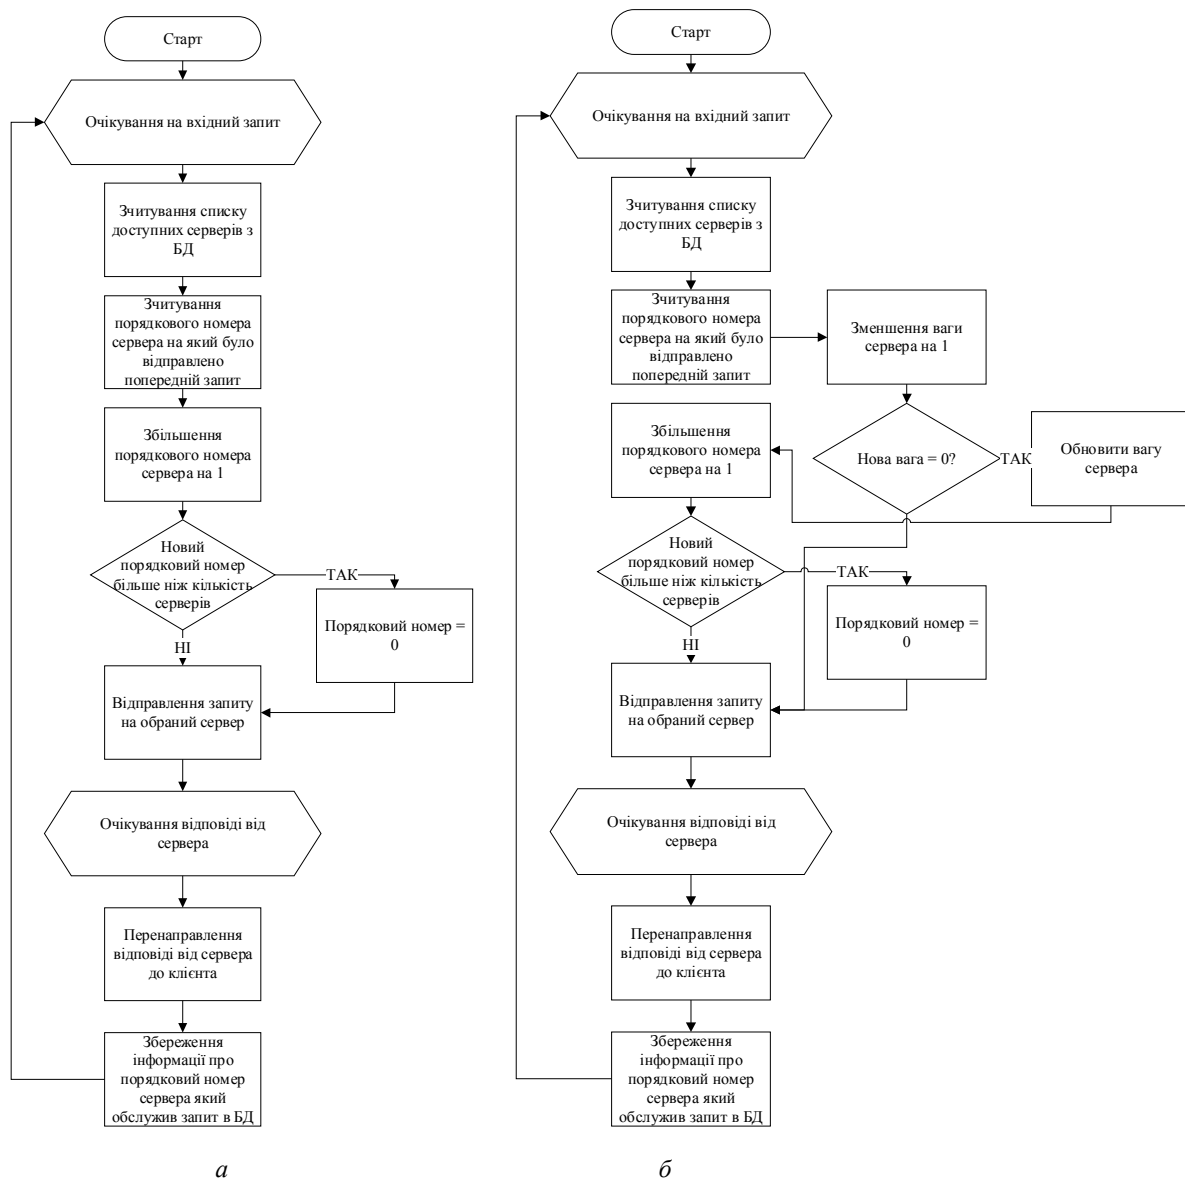 Старт
Очікування на вхідний запит
Зчитування списку
доступних серверів з
БД
Зчитування
порядкового номера
сервера на який було
відправлено
попередній запит
Збільшення
порядкового номера
сервера на 1
Новий
порядковий номер
більше ніж кількість
серверів
ТАК
Порядковий номер =
0
НІ
Відправлення запиту
на обраний сервер
Очікування відповіді від
сервера
Перенаправлення
відповіді від сервера
до клієнта
Збереження
інформації про
порядковий номер
сервера який
обслужив запит в БД
а
Старт
Очікування на вхідний запит
Зчитування списку
доступних серверів з
БД
Зчитування
порядкового номера
сервера на який було
відправлено
попередній запит
Зменшення ваги
сервера на 1
Нова вага = 0?
ТАК
Обновити вагу
сервера
Збільшення
порядкового номера
сервера на 1
Новий
порядковий номер
більше ніж кількість
серверів
ТАК
Порядковий номер =
0
НІ
Відправлення запиту
на обраний сервер
Очікування відповіді від
сервера
Перенаправлення
відповіді від сервера
до клієнта
Збереження
інформації про
порядковий номер
сервера який
обслужив запит в БД
б